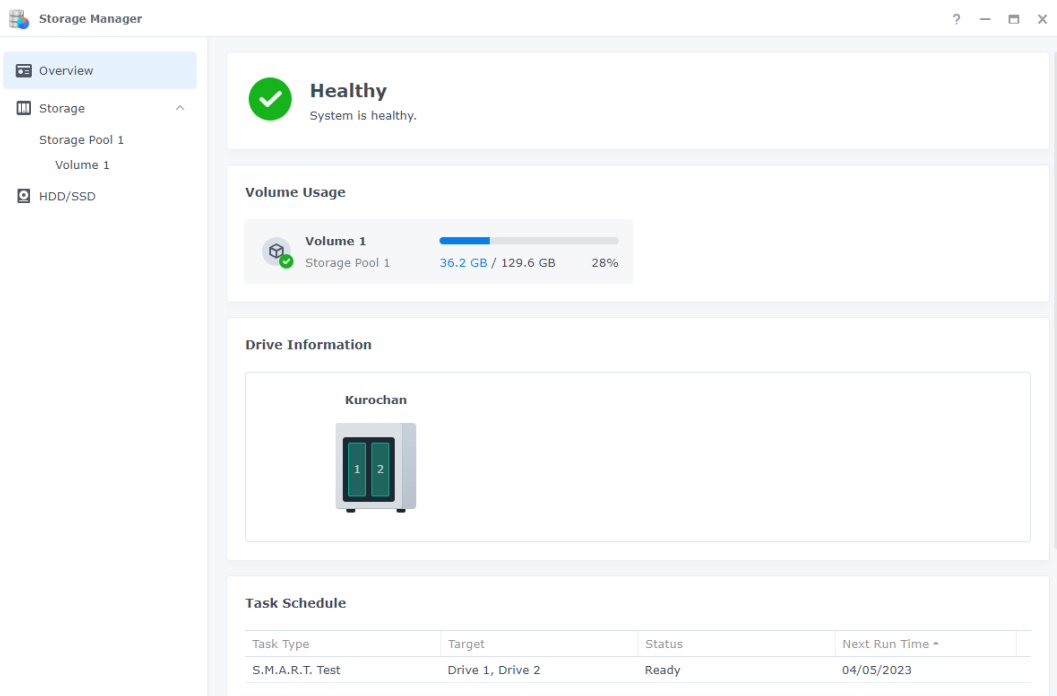 Storage Manager
?
Overview
Storage
Storage Pool 1
Volume 1
HDD/SSD
Healthy
System is healthy.
Volume Usage
Volume 1
Storage Pool 1
36.2 GB / 129.6 GB 28%
Drive Information
Kurochan
1 2
Task Schedule
Task Type Target Status Next Run Time
S.M.A.R.T. Test Drive 1, Drive 2 Ready 04/05/2023